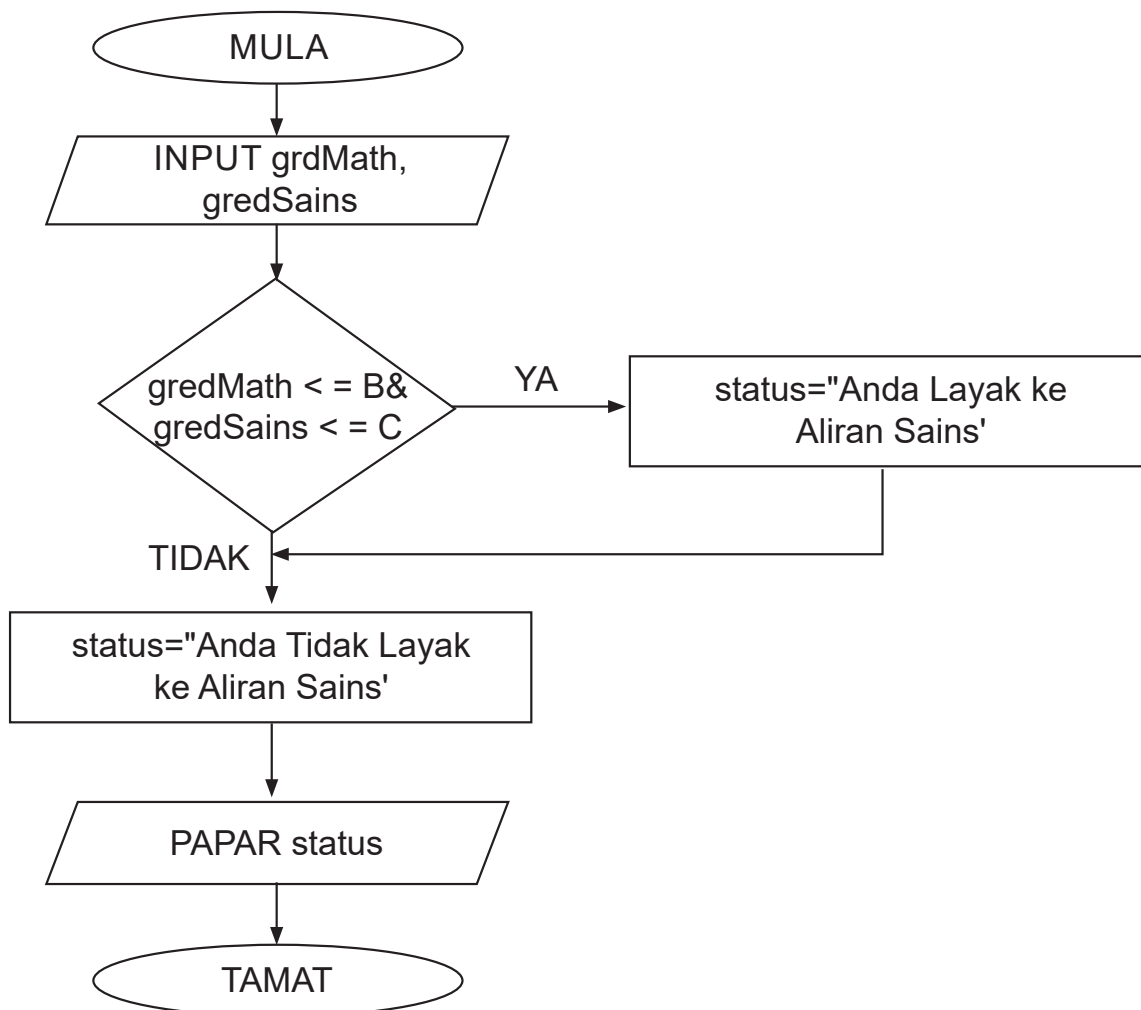 MULA
INPUT grdMath,
gredSains
gredMath < = B&
gredSains < = C
YA
status="Anda Layak ke
Aliran Sains'
TIDAK
status="Anda Tidak Layak
ke Aliran Sains'
PAPAR status
TAMAT